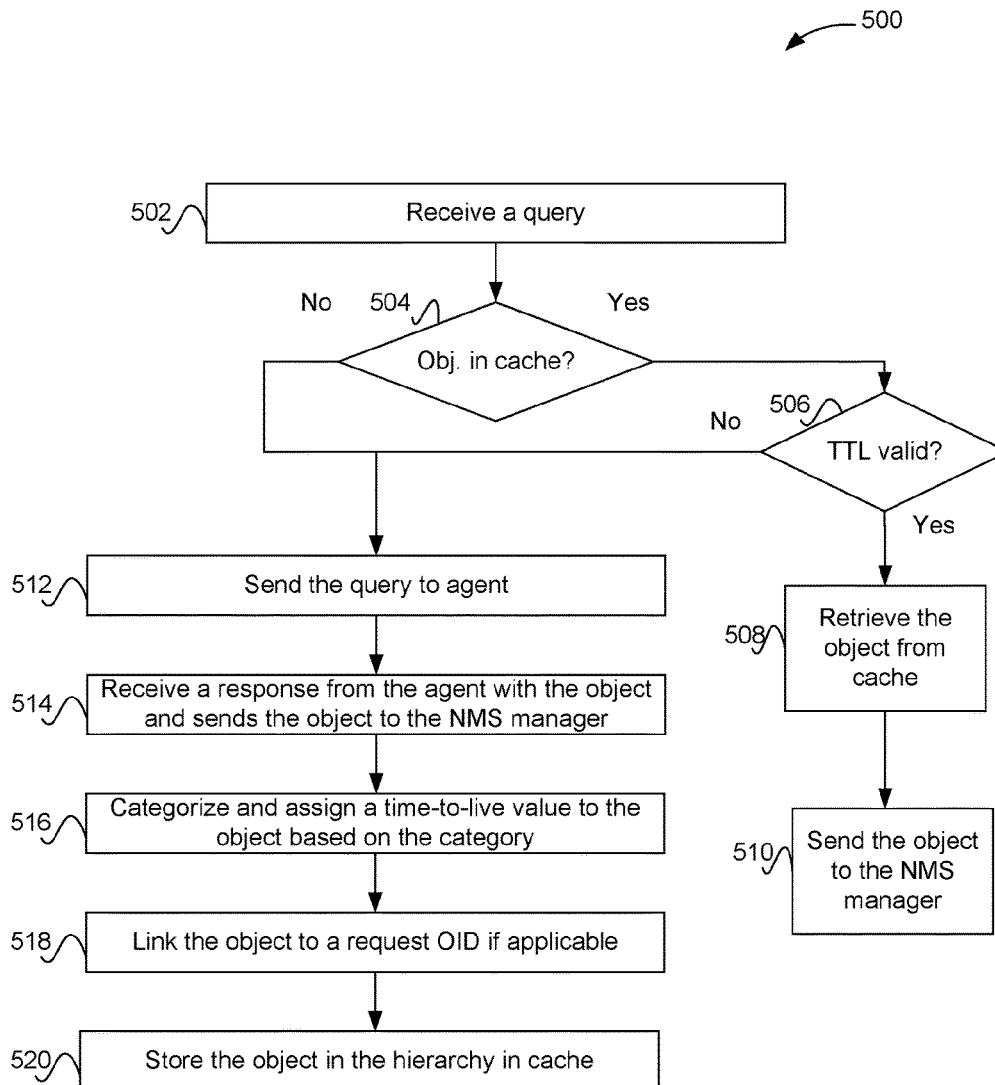 500
502
Receive a query
No
504
Yes
Obj. in cache?
506
No
TTL valid?
Yes
512
Send the query to agent
508
Retrieve the
object from
cache
514
Receive a response from the agent with the object
and sends the object to the NMS manager
516
Categorize and assign a time-to-live value to the
object based on the category
510
Send the object
to the NMS
manager
518
Link the object to a request OID if applicable
520
Store the object in the hierarchy in cache